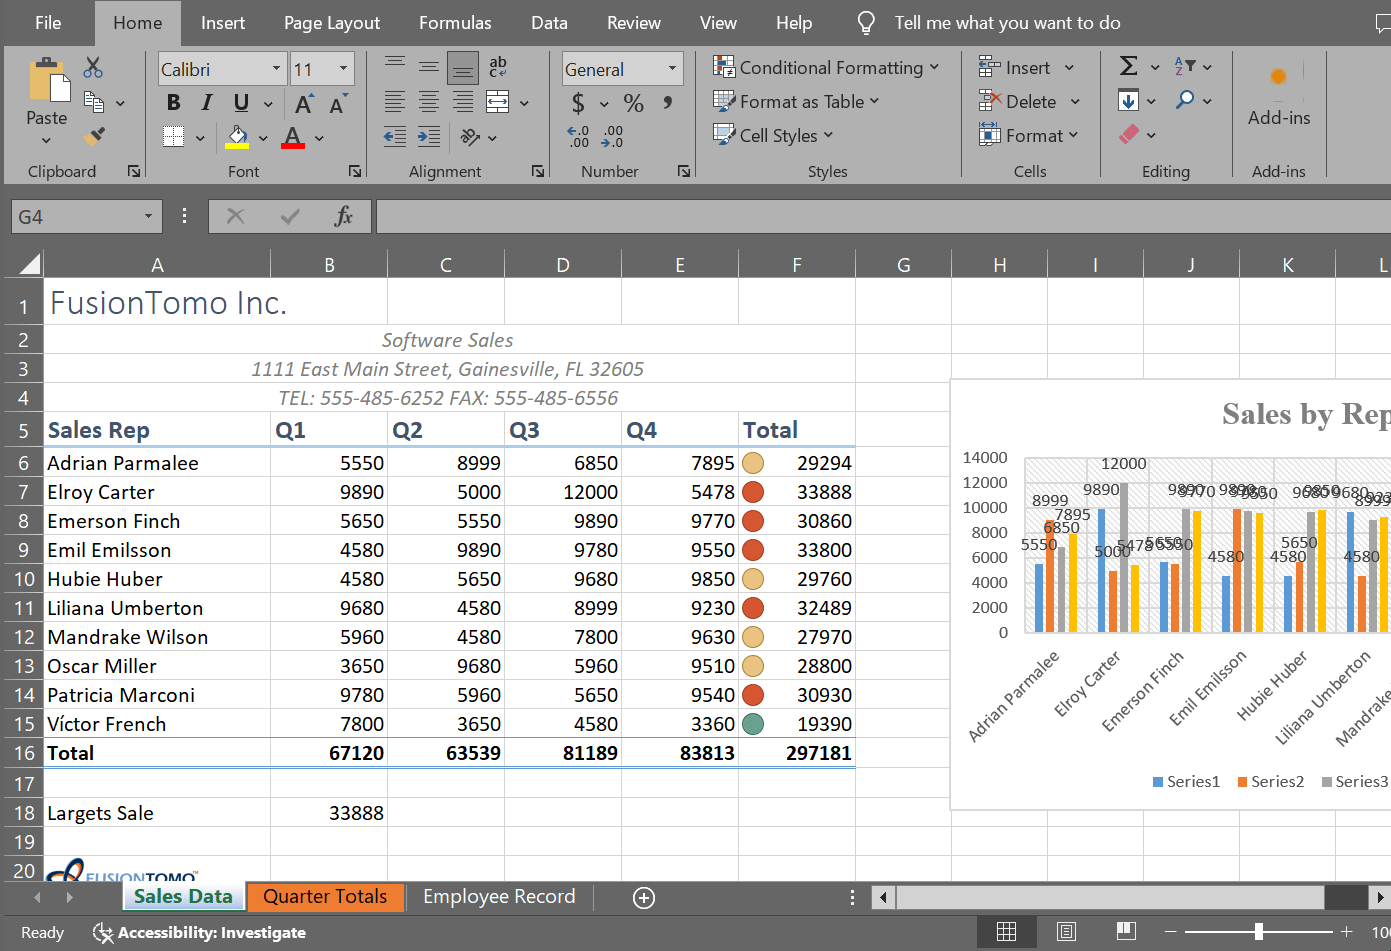 File Home Insert Page Layout Formulas Data Review View Help Tell me what you want to do
Calibri 11 ab c General Conditional Formatting Insert Σ A Z
Paste B I U A A $ % , Format as Table Delete Add-ins
A .0 .00 .00 .0 Cell Styles Format
Clipboard Font Alignment Number Styles Cells Editing Add-ins
G4 fx
A B C D E F G H I J K L
1 FusionTomo Inc.
2 Software Sales
3 1111 East Main Street, Gainesville, FL 32605
4 TEL: 555-485-6252 FAX: 555-485-6556
5 Sales Rep Q1 Q2 Q3 Q4 Total
6 Adrian Parmalee 5550 8999 6850 7895 29294
7 Elroy Carter 9890 5000 12000 5478 33888
8 Emerson Finch 5650 5550 9890 9770 30860
9 Emil Emilsson 4580 9890 9780 9550 33800
10 Hubie Huber 4580 5650 9680 9850 29760
11 Liliana Umberton 9680 4580 8999 9230 32489
12 Mandrake Wilson 5960 4580 7800 9630 27970
13 Oscar Miller 3650 9680 5960 9510 28800
14 Patricia Marconi 9780 5960 5650 9540 30930
15 Víctor French 7800 3650 4580 3360 19390
16 Total 67120 63539 81189 83813 297181
17
18 Largets Sale 33888
19
20 FUSIONTOMO™
Sales by Rep
14000
12000
10000
8000
6000
4000
2000
0
5550 8999 6850 7895
9890 5000 12000 5478
5650 5550 9890 9770
4580 9890 9550
4580 5650 9680 9850
9680 4580 8999
Adrian Parmalee
Elroy Carter
Emerson Finch
Emil Emilsson
Hubie Huber
Liliana Umberton
Mandrake
Series1 Series2 Series3
Sales Data Quarter Totals Employee Record
Ready Accessibility: Investigate